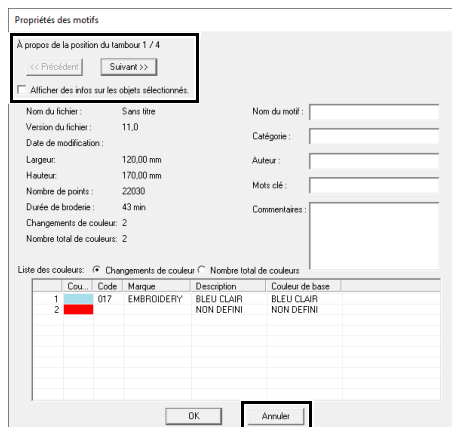 Propriétés des motifs
À propos de la position du tambour 1 / 4
<< Précédent Suivant >>
Afficher des infos sur les objets sélectionnés.
Nom du fichier : Sans titre
Version du fichier : 11,0
Date de modification :
Largeur: 120,00 mm
Hauteur: 170,00 mm
Nombre de points : 22030
Durée de broderie : 43 min
Changements de couleur: 2
Nombre total de couleurs: 2
Nom du motif :
Catégorie :
Auteur :
Mots clé :
Commentaires :
Liste des couleurs: Changements de couleur Nombre total de couleurs
Cou... Code Marque Description Couleur de base
1 017 EMBROIDERY BLEU CLAIR BLEU CLAIR
2 NON DEFINI NON DEFINI
OK Annuler